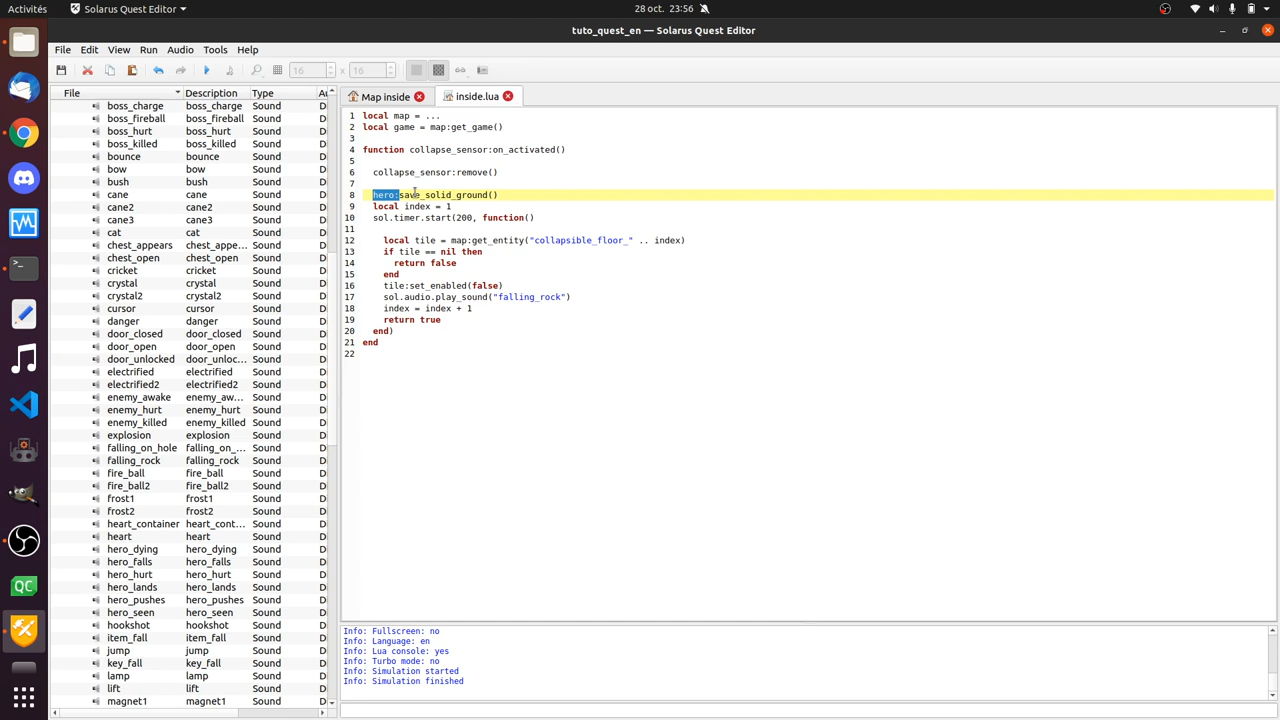 Activités
Solarus Quest Editor
28 oct. 23:56
tuto_quest_en — Solarus Quest Editor
File Edit View Run Audio Tools Help
16 x 16
File Description Type Au
boss_charge boss_charge Sound D
boss_fireball boss_fireball Sound D
boss_hurt boss_hurt Sound D
boss_killed boss_killed Sound D
bounce bounce Sound D
bow bow Sound D
bush bush Sound D
cane cane Sound D
cane2 cane2 Sound D
cane3 cane3 Sound D
cat cat Sound D
chest_appears chest_appe... Sound D
chest_open chest_open Sound D
cricket cricket Sound D
crystal crystal Sound D
crystal2 crystal2 Sound D
cursor cursor Sound D
danger danger Sound D
door_closed door_closed Sound D
door_open door_open Sound D
door_unlocked door_unloc... Sound D
electrified electrified Sound D
electrified2 electrified2 Sound D
enemy_awake enemy_aw... Sound D
enemy_hurt enemy_hurt Sound D
enemy_killed enemy_killed Sound D
explosion explosion Sound D
falling_on_hole falling_on_... Sound D
falling_rock falling_rock Sound D
fire_ball fire_ball Sound D
fire_ball2 fire_ball2 Sound D
frost1 frost1 Sound D
frost2 frost2 Sound D
heart_container heart_cont... Sound D
heart heart Sound D
hero_dying hero_dying Sound D
hero_falls hero_falls Sound D
hero_hurt hero_hurt Sound D
hero_lands hero_lands Sound D
hero_pushes hero_pushes Sound D
hero_seen hero_seen Sound D
hookshot hookshot Sound D
item_fall item_fall Sound D
jump jump Sound D
key_fall key_fall Sound D
lamp lamp Sound D
lift lift Sound D
magnet1 magnet1 Sound D
Map inside inside.lua
1 local map = ...
2 local game = map:get_game()
3
4 function collapse_sensor:on_activated()
5
6 collapse_sensor:remove()
7
8 hero:save_solid_ground()
9 local index = 1
10 sol.timer.start(200, function()
11
12 local tile = map:get_entity("collapsible_floor_" .. index)
13 if tile == nil then
14 return false
15 end
16 tile:set_enabled(false)
17 sol.audio.play_sound("falling_rock")
18 index = index + 1
19 return true
20 end)
21 end
22
Info: Fullscreen: no
Info: Language: en
Info: Lua console: yes
Info: Turbo mode: no
Info: Simulation started
Info: Simulation finished
QC